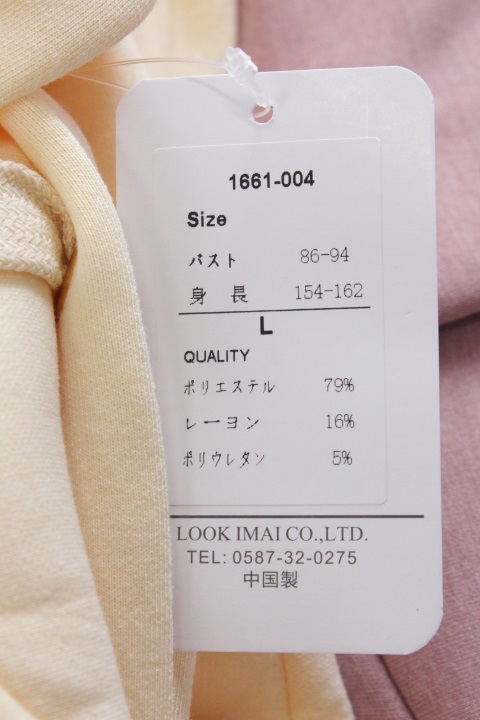 1661-004
Size
バスト 86-94
身長 154-162
L
QUALITY
ポリエステル 79%
レーヨン 16%
ポリウレタン 5%
LOOK IMAI CO.,LTD.
TEL: 0587-32-0275
中国製